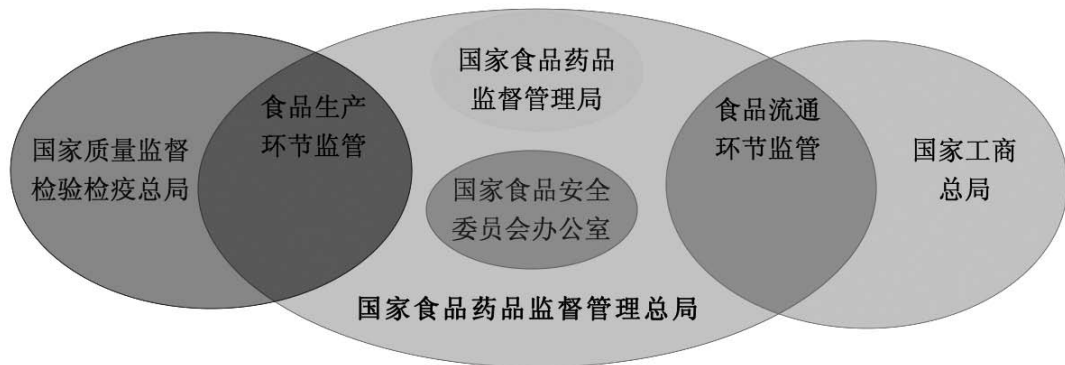 国家质量监督
检验检疫总局
食品生产
环节监管
国家食品药品
监督管理局
国家食品安全
委员会办公室
食品流通
环节监管
国家工商
总局
国家食品药品监督管理总局